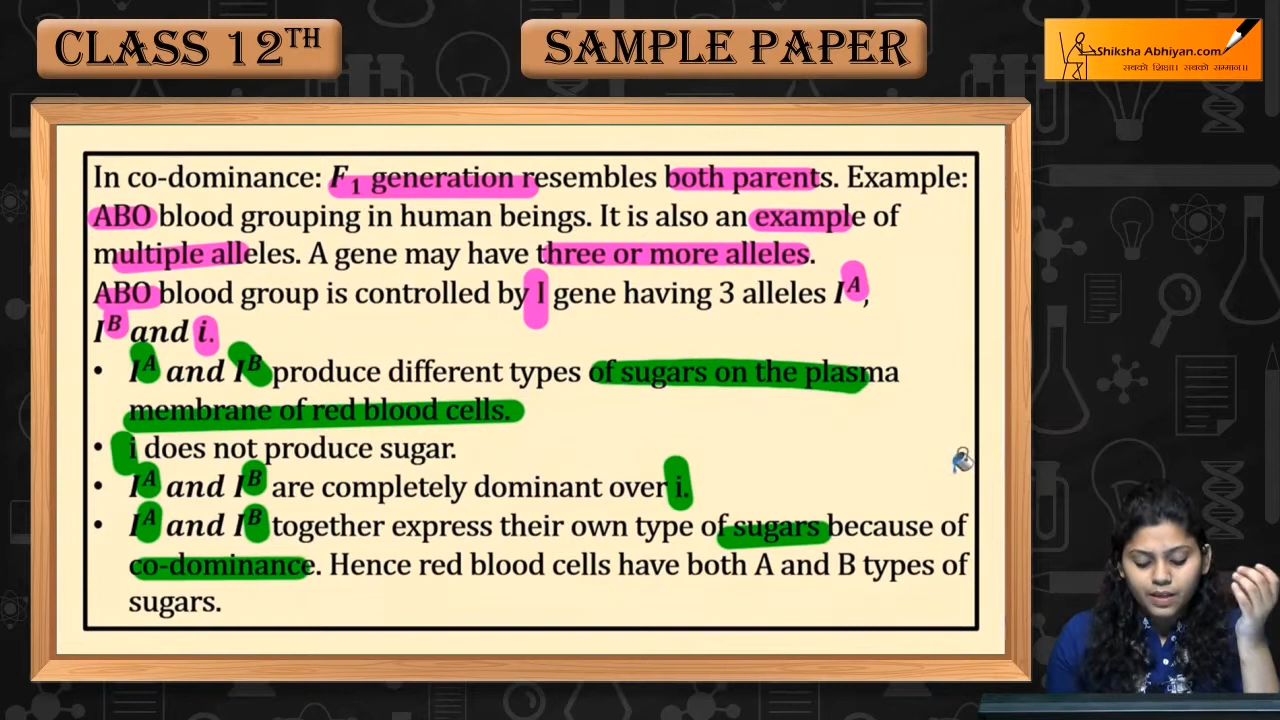 CLASS 12TH
SAMPLE PAPER
Shiksha Abhiyan.com
सबको शिक्षा। सबको सम्मान॥
In co-dominance: F₁ generation resembles both parents. Example:
ABO blood grouping in human beings. It is also an example of
multiple alleles. A gene may have three or more alleles.
ABO blood group is controlled by I gene having 3 alleles Iᴬ,
Iᴮ and i.
• Iᴬ and Iᴮ produce different types of sugars on the plasma
membrane of red blood cells.
• i does not produce sugar.
• Iᴬ and Iᴮ are completely dominant over i.
• Iᴬ and Iᴮ together express their own type of sugars because of
co-dominance. Hence red blood cells have both A and B types of
sugars.